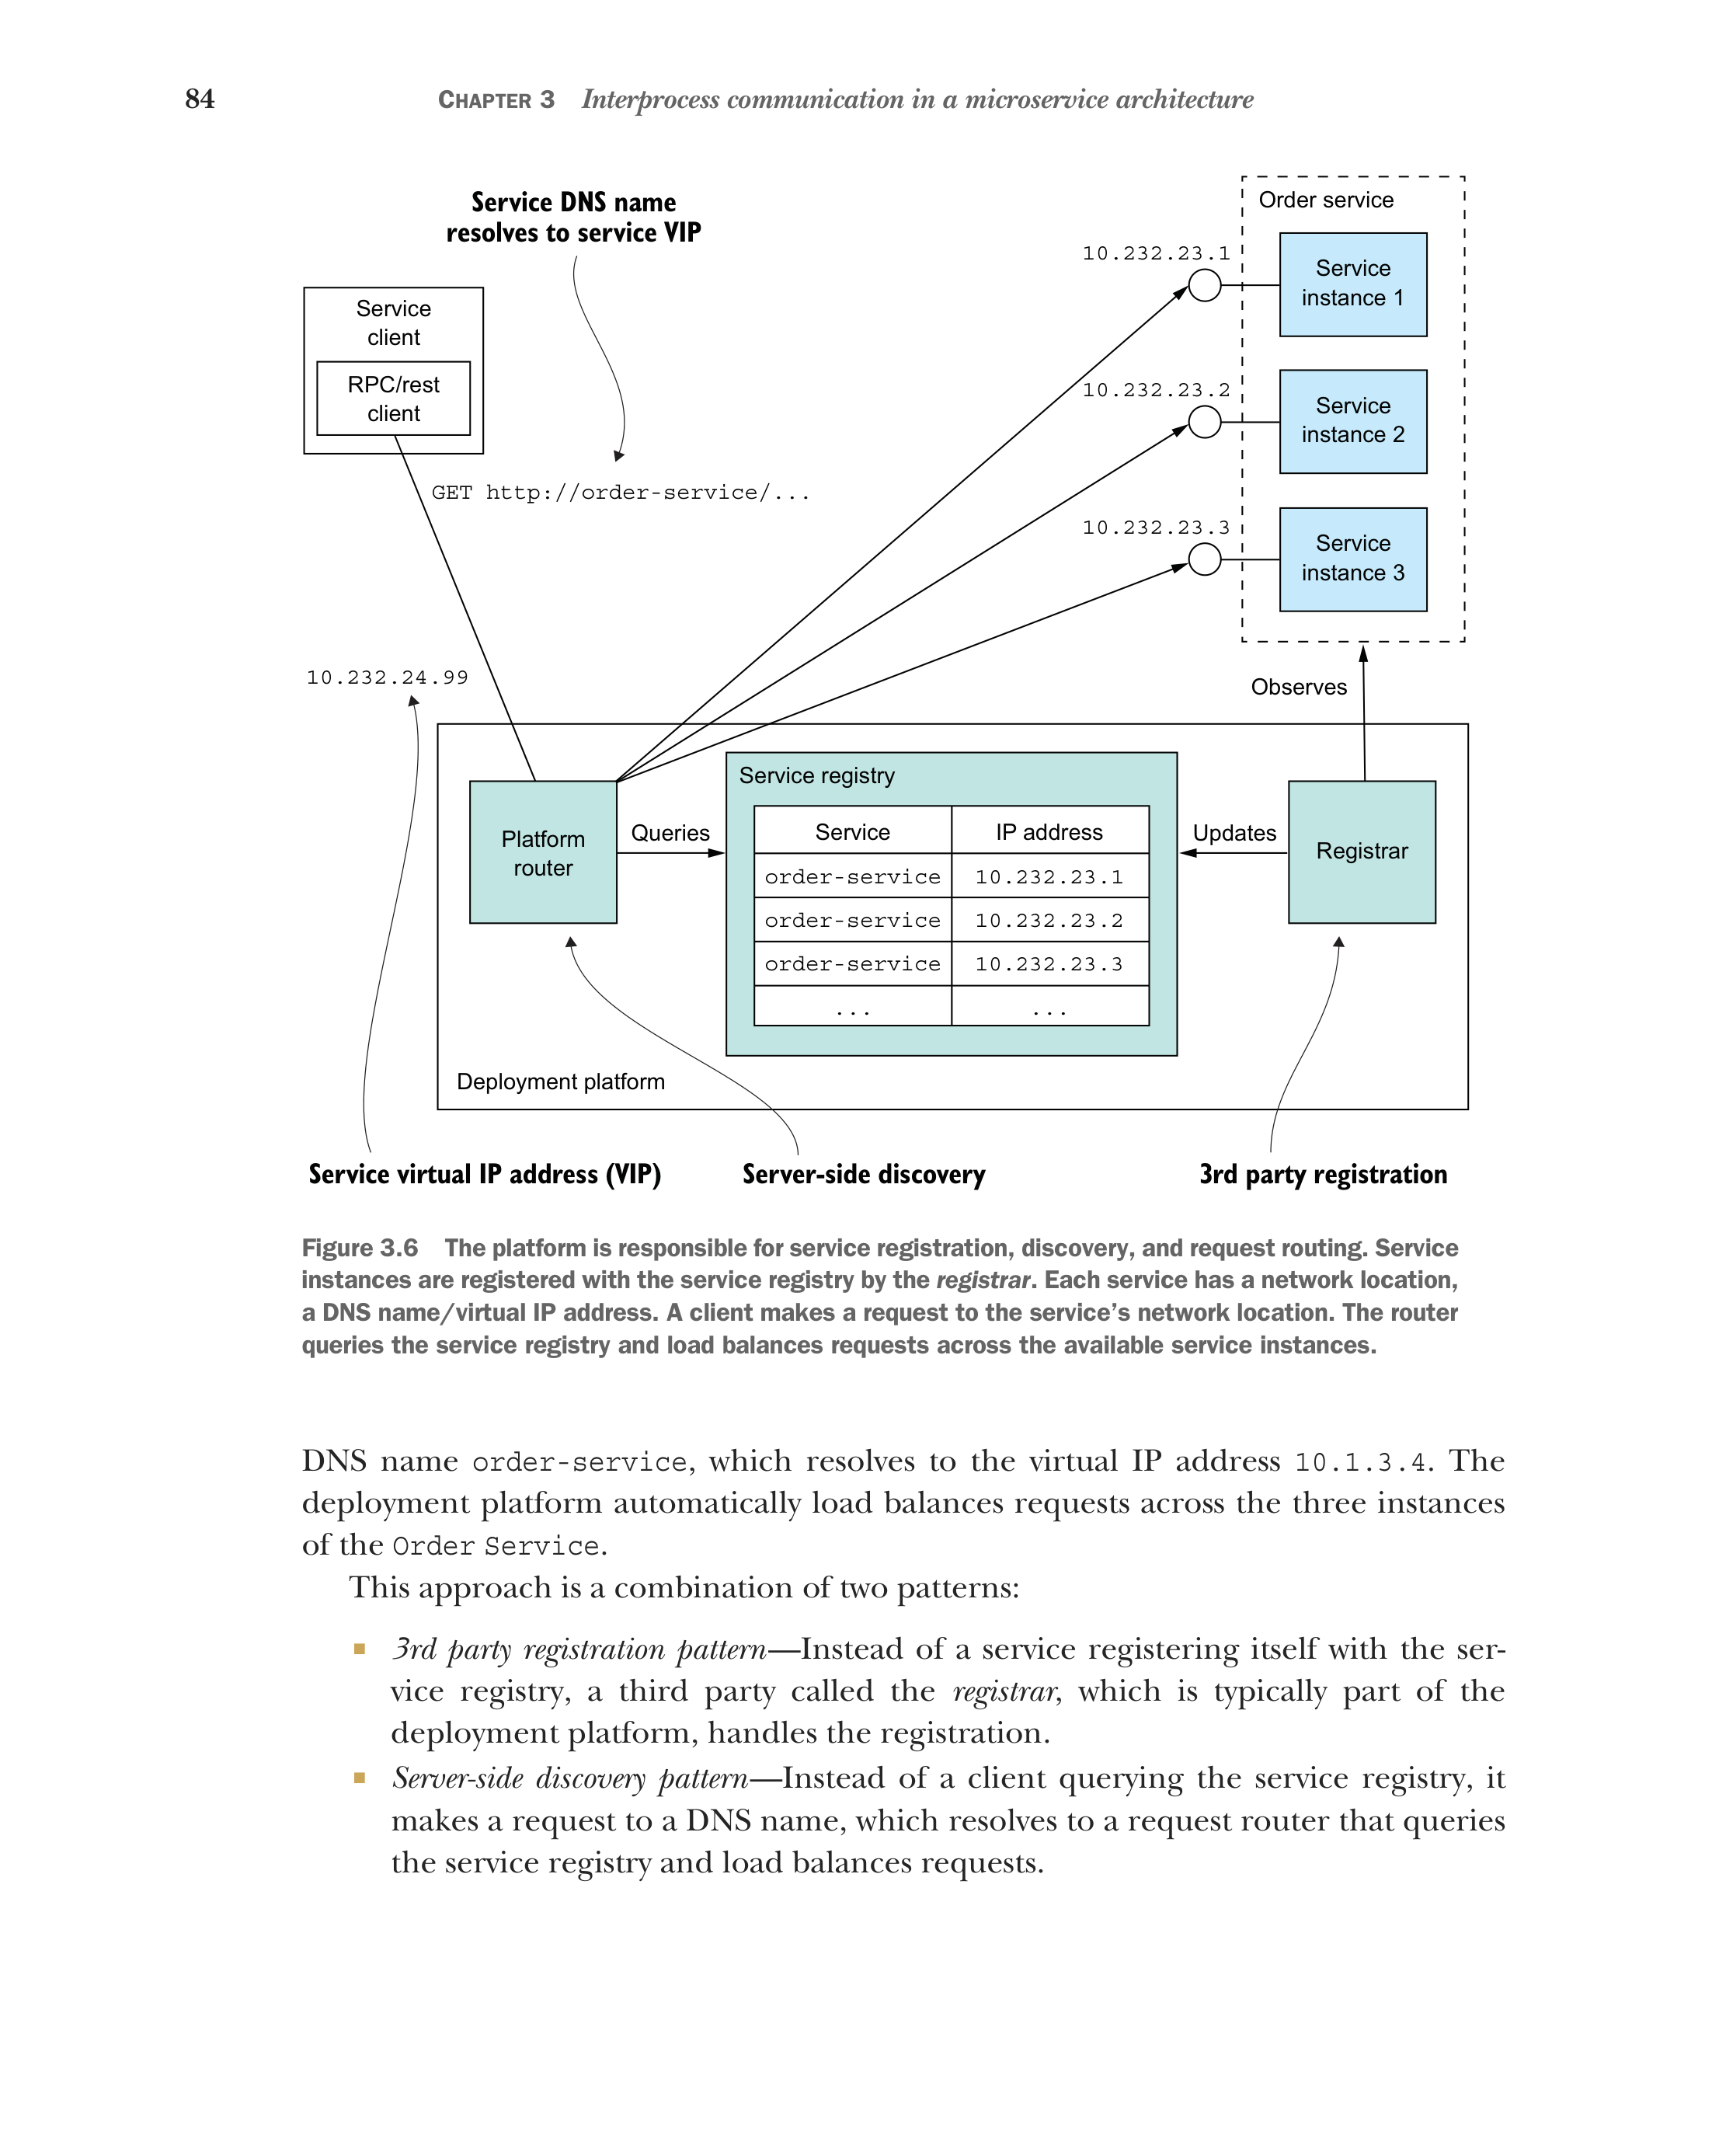 84
CHAPTER 3 Interprocess communication in a microservice architecture
Service DNS name
resolves to service VIP
Order service
10.232.23.1
Service
instance 1
Service
client
RPC/rest
client
10.232.23.2
Service
instance 2
GET http://order-service/...
10.232.23.3
Service
instance 3
10.232.24.99
Observes
Platform
router
Queries
Service registry
Service IP address
order-service 10.232.23.1
order-service 10.232.23.2
order-service 10.232.23.3
... ...
Updates
Registrar
Deployment platform
Service virtual IP address (VIP)
Server-side discovery
3rd party registration
Figure 3.6 The platform is responsible for service registration, discovery, and request routing. Service
instances are registered with the service registry by the registrar. Each service has a network location,
a DNS name/virtual IP address. A client makes a request to the service’s network location. The router
queries the service registry and load balances requests across the available service instances.
DNS name order-service, which resolves to the virtual IP address 10.1.3.4. The
deployment platform automatically load balances requests across the three instances
of the Order Service.
This approach is a combination of two patterns:
■ 3rd party registration pattern—Instead of a service registering itself with the ser-
vice registry, a third party called the registrar, which is typically part of the
deployment platform, handles the registration.
■ Server-side discovery pattern—Instead of a client querying the service registry, it
makes a request to a DNS name, which resolves to a request router that queries
the service registry and load balances requests.